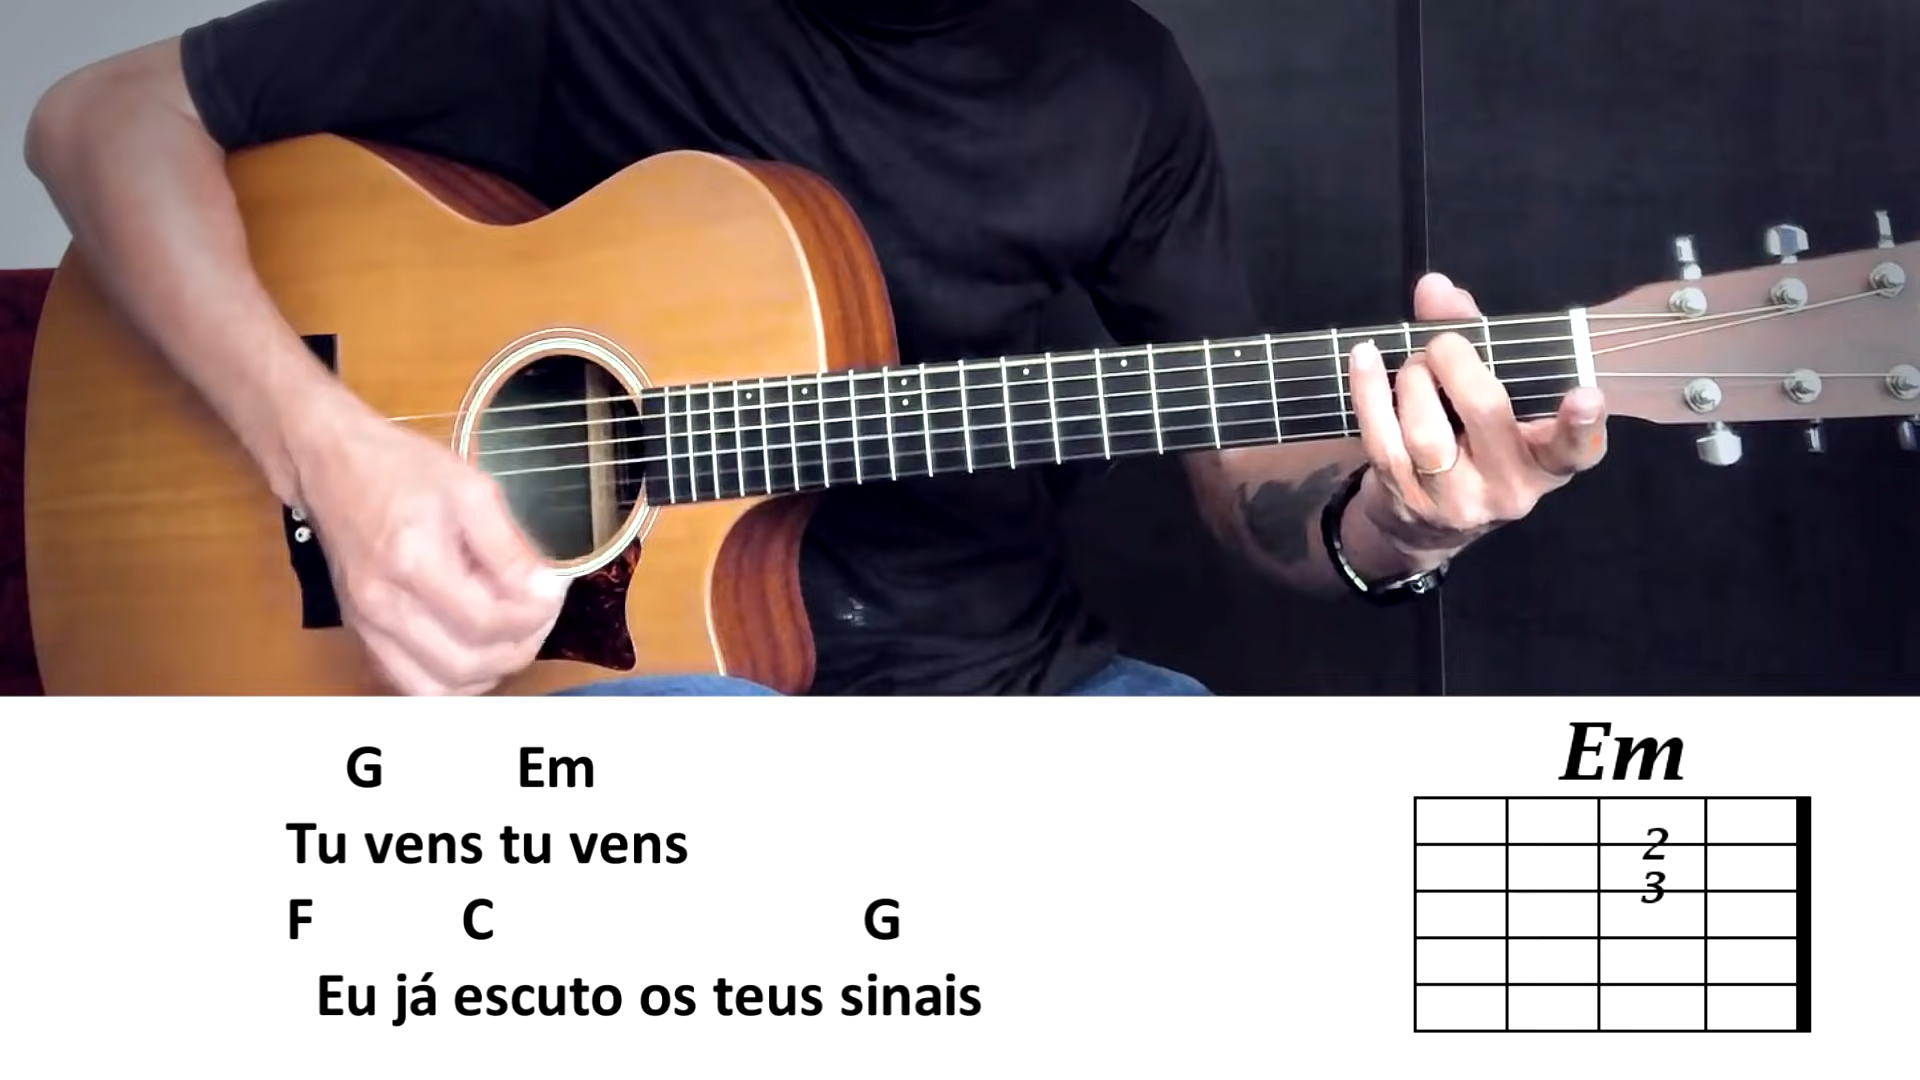 G Em
Tu vens tu vens
F C G
Eu já escuto os teus sinais
Em
2
3